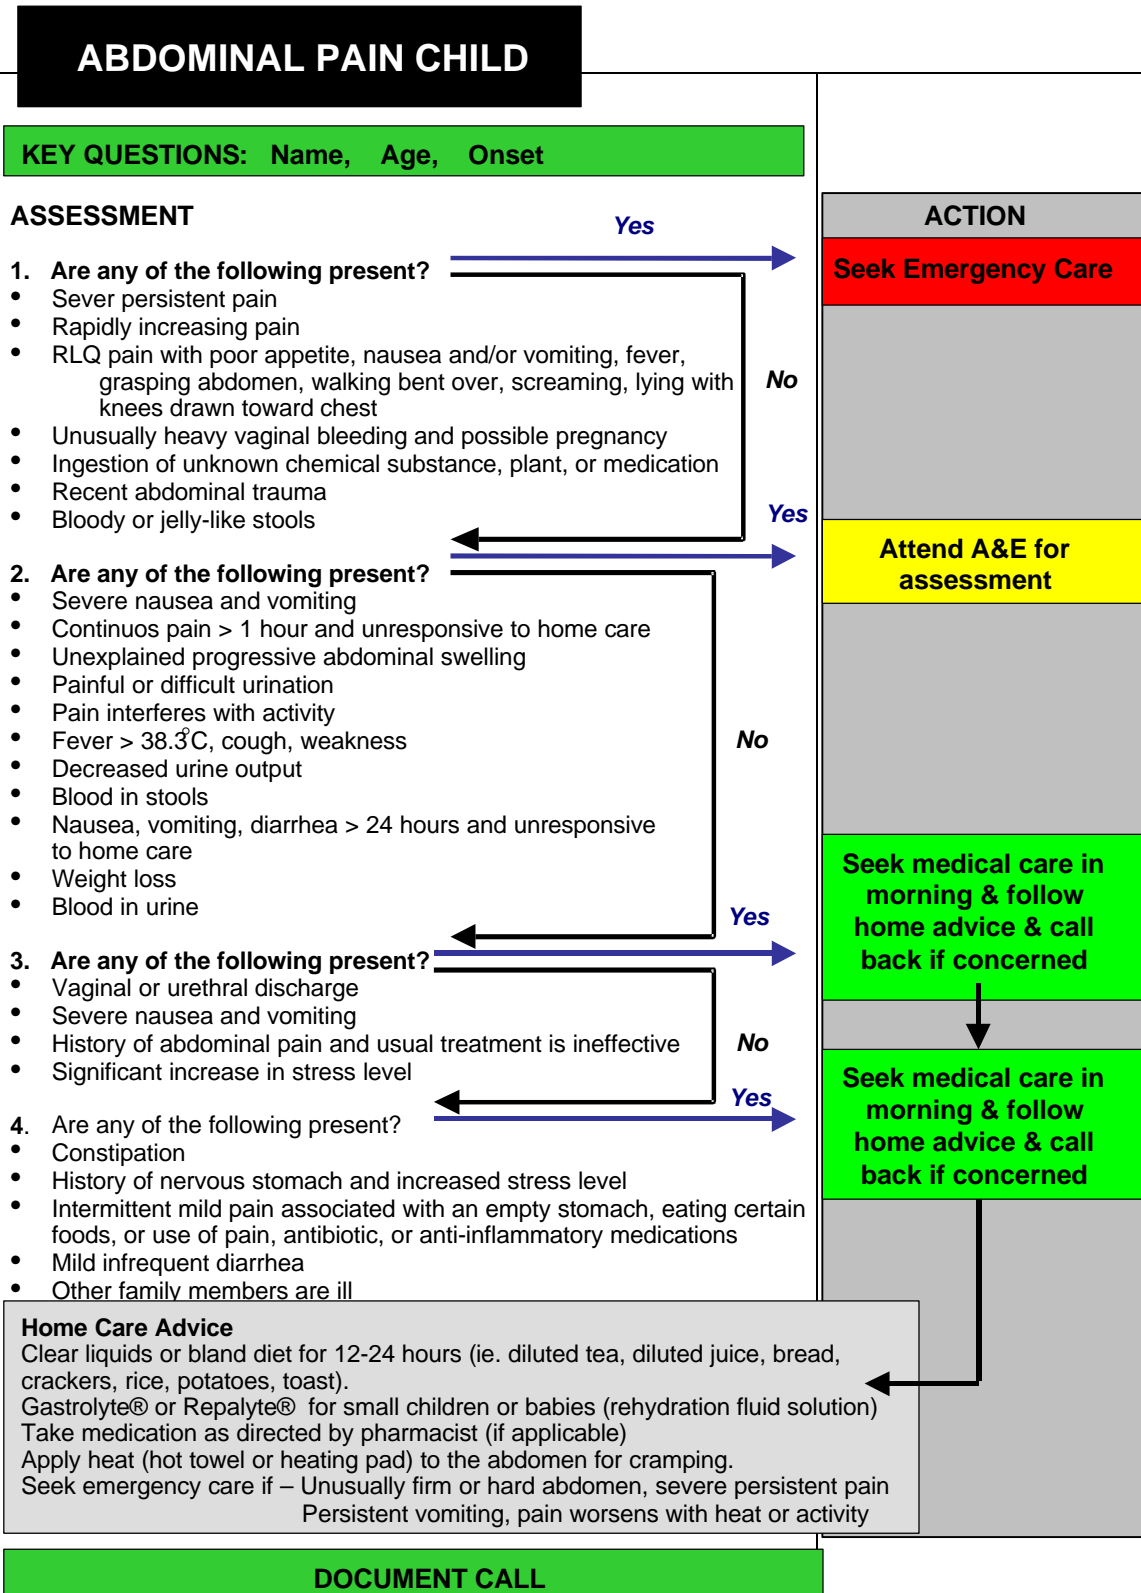 ABDOMINAL PAIN CHILD
KEY QUESTIONS: Name, Age, Onset
ASSESSMENT
Yes
ACTION
1. Are any of the following present?
Seek Emergency Care
• Sever persistent pain
• Rapidly increasing pain
• RLQ pain with poor appetite, nausea and/or vomiting, fever,
grasping abdomen, walking bent over, screaming, lying with
knees drawn toward chest
No
• Unusually heavy vaginal bleeding and possible pregnancy
• Ingestion of unknown chemical substance, plant, or medication
• Recent abdominal trauma
• Bloody or jelly-like stools
Yes
Attend A&E for
assessment
2. Are any of the following present?
• Severe nausea and vomiting
• Continuos pain > 1 hour and unresponsive to home care
• Unexplained progressive abdominal swelling
• Painful or difficult urination
• Pain interferes with activity
• Fever > 38.3°C, cough, weakness
No
• Decreased urine output
• Blood in stools
• Nausea, vomiting, diarrhea > 24 hours and unresponsive
to home care
• Weight loss
• Blood in urine
Yes
Seek medical care in
morning & follow
home advice & call
back if concerned
3. Are any of the following present?
• Vaginal or urethral discharge
• Severe nausea and vomiting
• History of abdominal pain and usual treatment is ineffective
No
• Significant increase in stress level
Yes
Seek medical care in
morning & follow
home advice & call
back if concerned
4. Are any of the following present?
• Constipation
• History of nervous stomach and increased stress level
• Intermittent mild pain associated with an empty stomach, eating certain
foods, or use of pain, antibiotic, or anti-inflammatory medications
• Mild infrequent diarrhea
• Other family members are ill
Home Care Advice
Clear liquids or bland diet for 12-24 hours (ie. diluted tea, diluted juice, bread,
crackers, rice, potatoes, toast).
Gastrolyte® or Repalyte® for small children or babies (rehydration fluid solution)
Take medication as directed by pharmacist (if applicable)
Apply heat (hot towel or heating pad) to the abdomen for cramping.
Seek emergency care if – Unusually firm or hard abdomen, severe persistent pain
Persistent vomiting, pain worsens with heat or activity
DOCUMENT CALL